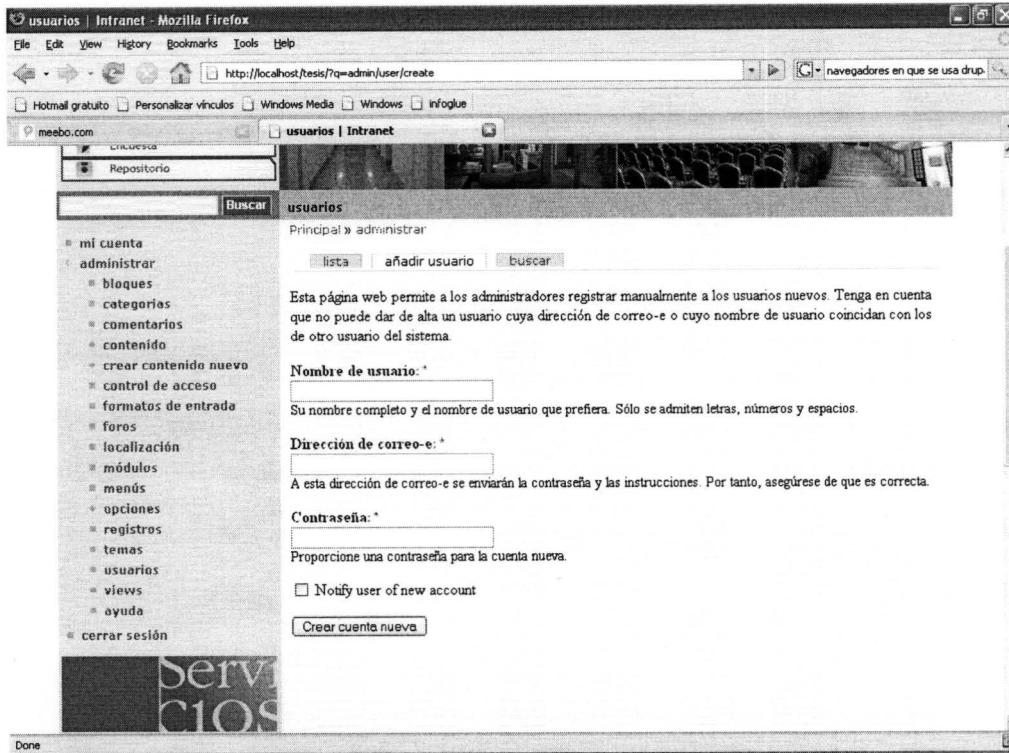 usuarios | Intranet - Mozilla Firefox
File Edit View History Bookmarks Tools Help
http://localhost/tesis/?q=admin/user/create
G navegadores en que se usa drup.
Hotmail gratuito Personalizar vínculos Windows Media Windows infoglue
meebo.com
usuarios | Intranet
Encuesta
Repositorio
Buscar
usuarios
Principal » administrar
mi cuenta
administrar
bloques
categorías
comentarios
contenido
crear contenido nuevo
control de acceso
formatos de entrada
foros
localización
módulos
menús
opciones
registros
temas
usuarios
views
ayuda
cerrar sesión
lista añadir usuario buscar
Esta página web permite a los administradores registrar manualmente a los usuarios nuevos. Tenga en cuenta
que no puede dar de alta un usuario cuya dirección de correo-e o cuyo nombre de usuario coincidan con los
de otro usuario del sistema.
Nombre de usuario: *
Su nombre completo y el nombre de usuario que prefiera. Sólo se admiten letras, números y espacios.
Dirección de correo-e: *
A esta dirección de correo-e se enviarán la contraseña y las instrucciones. Por tanto, asegúrese de que es correcta.
Contraseña: *
Proporcione una contraseña para la cuenta nueva.
Notify user of new account
Crear cuenta nueva
Servi
cios
Done